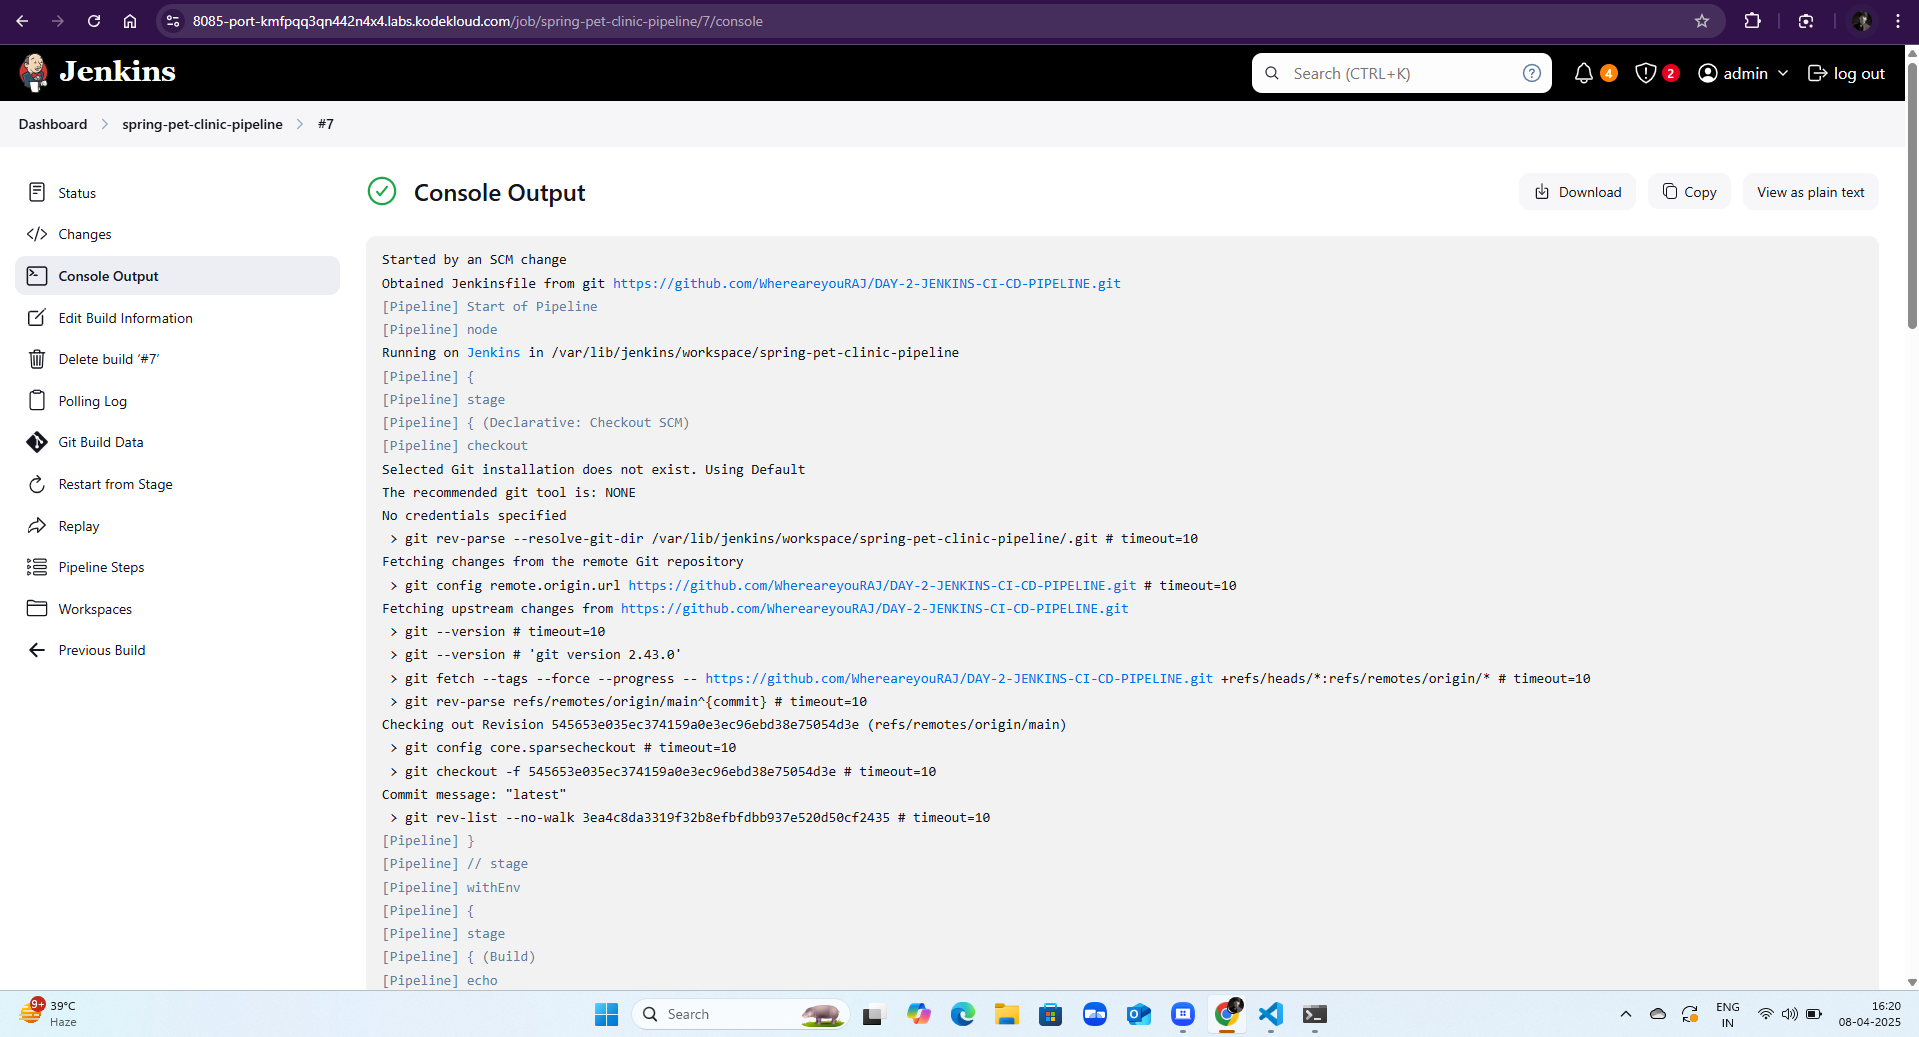 8085-port-kmfpqq3qn442n4x4.labs.kodekloud.com/job/spring-pet-clinic-pipeline/7/console
Jenkins
Search (CTRL+K)
?
4
2
admin
log out
Dashboard
spring-pet-clinic-pipeline
#7
Status
Changes
Console Output
Edit Build Information
Delete build ‘#7’
Polling Log
Git Build Data
Restart from Stage
Replay
Pipeline Steps
Workspaces
Previous Build
Console Output
Download
Copy
View as plain text
Started by an SCM change
Obtained Jenkinsfile from git https://github.com/WhereareyouRAJ/DAY-2-JENKINS-CI-CD-PIPELINE.git
[Pipeline] Start of Pipeline
[Pipeline] node
Running on Jenkins in /var/lib/jenkins/workspace/spring-pet-clinic-pipeline
[Pipeline] {
[Pipeline] stage
[Pipeline] { (Declarative: Checkout SCM)
[Pipeline] checkout
Selected Git installation does not exist. Using Default
The recommended git tool is: NONE
No credentials specified
> git rev-parse --resolve-git-dir /var/lib/jenkins/workspace/spring-pet-clinic-pipeline/.git # timeout=10
Fetching changes from the remote Git repository
> git config remote.origin.url https://github.com/WhereareyouRAJ/DAY-2-JENKINS-CI-CD-PIPELINE.git # timeout=10
Fetching upstream changes from https://github.com/WhereareyouRAJ/DAY-2-JENKINS-CI-CD-PIPELINE.git
> git --version # timeout=10
> git --version # 'git version 2.43.0'
> git fetch --tags --force --progress -- https://github.com/WhereareyouRAJ/DAY-2-JENKINS-CI-CD-PIPELINE.git +refs/heads/*:refs/remotes/origin/* # timeout=10
> git rev-parse refs/remotes/origin/main^{commit} # timeout=10
Checking out Revision 545653e035ec374159a0e3ec96ebd38e75054d3e (refs/remotes/origin/main)
> git config core.sparsecheckout # timeout=10
> git checkout -f 545653e035ec374159a0e3ec96ebd38e75054d3e # timeout=10
Commit message: "latest"
> git rev-list --no-walk 3ea4c8da3319f32b8efbfdbb937e520d50cf2435 # timeout=10
[Pipeline] }
[Pipeline] // stage
[Pipeline] withEnv
[Pipeline] {
[Pipeline] stage
[Pipeline] { (Build)
[Pipeline] echo
9+
39°C
Haze
Search
ENG
IN
16:20
08-04-2025